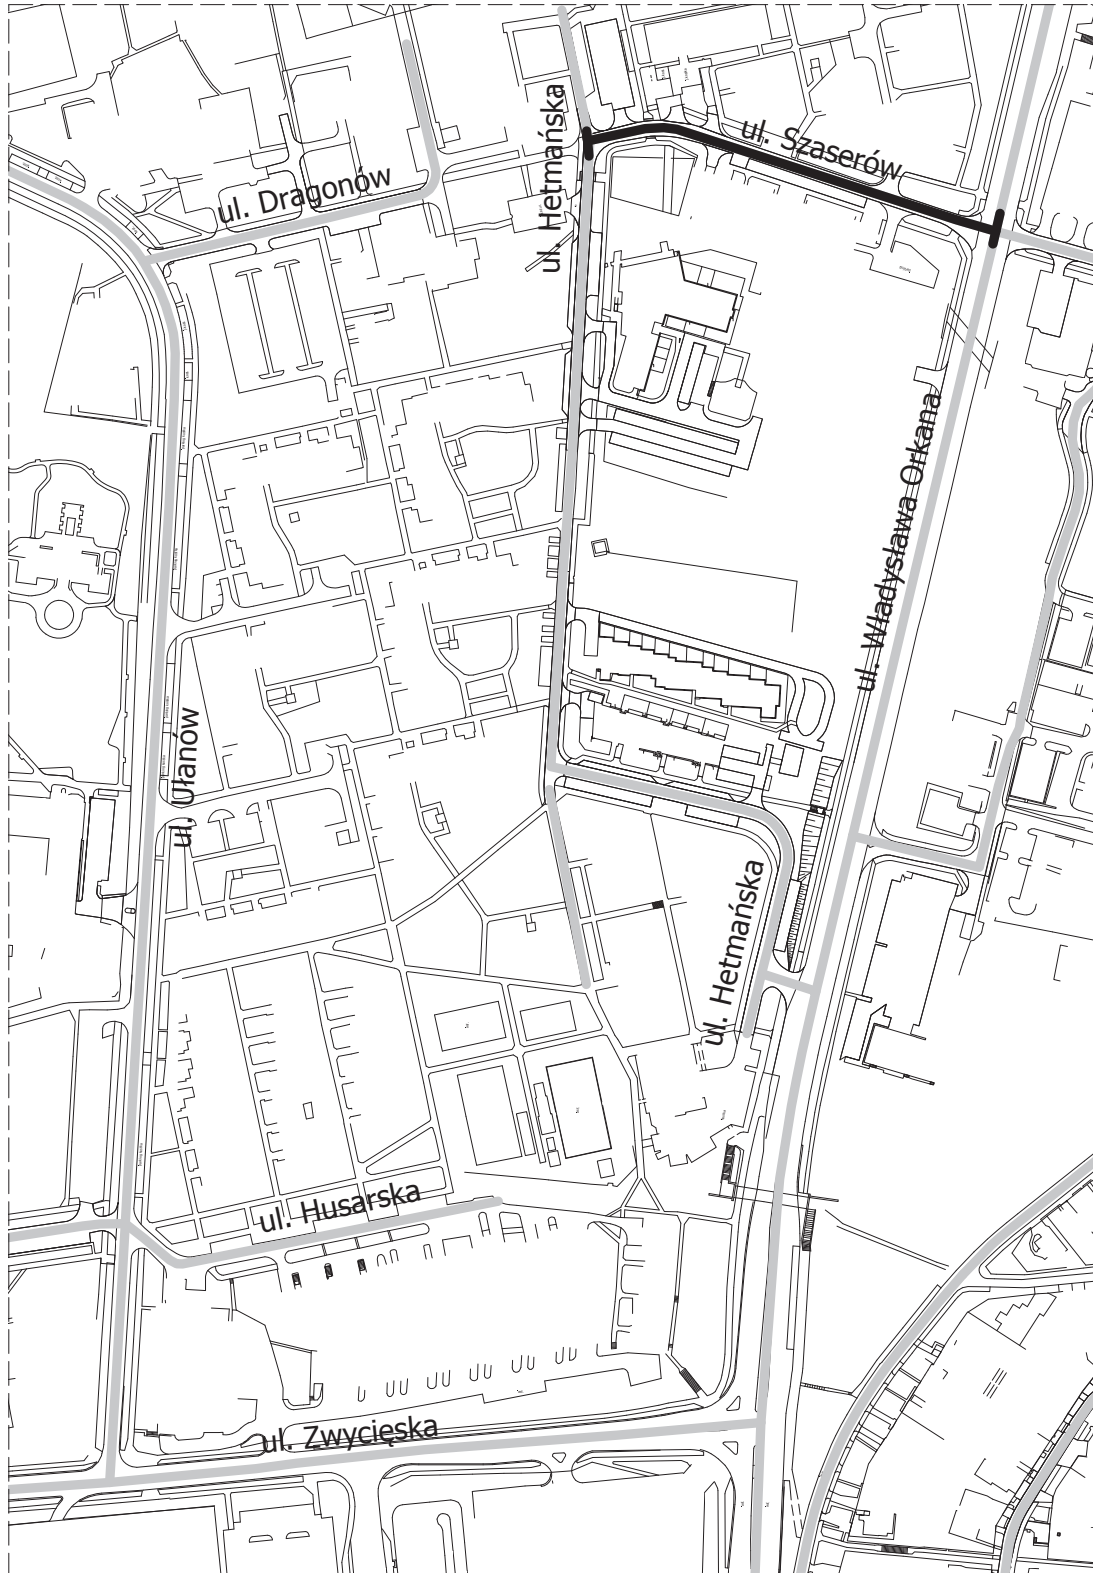 ul. Szaserów
ul. Hetmańska
ul. Dragonów
ul. Władysława Orkana
ul. Ułanów
ul. Hetmańska
ul. Husarska
ul. Zwycięska